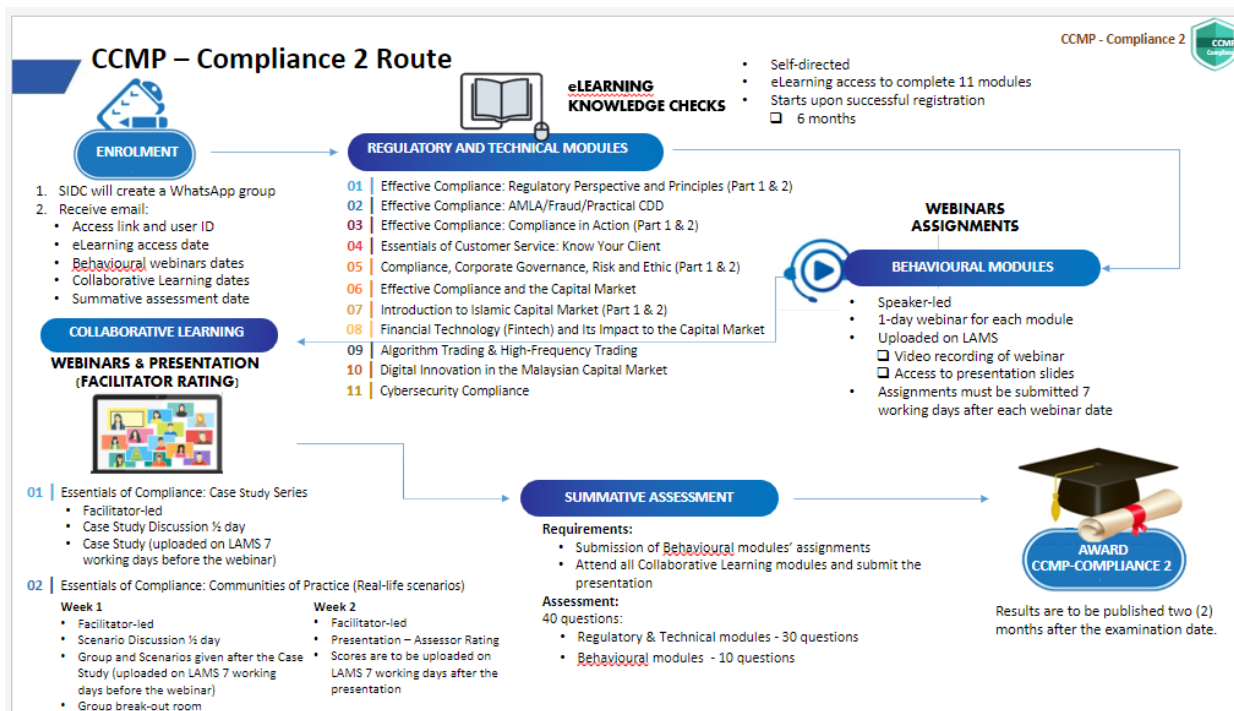 CCMP – Compliance 2 Route
CCMP - Compliance 2
CCMP
Compliance
ENROLMENT
1. SIDC will create a WhatsApp group
2. Receive email:
• Access link and user ID
• eLearning access date
• Behavioural webinars dates
• Collaborative Learning dates
• Summative assessment date
eLEARNING
KNOWLEDGE CHECKS
• Self-directed
• eLearning access to complete 11 modules
• Starts upon successful registration
❑ 6 months
REGULATORY AND TECHNICAL MODULES
01 Effective Compliance: Regulatory Perspective and Principles (Part 1 & 2)
02 Effective Compliance: AMLA/Fraud/Practical CDD
03 Effective Compliance: Compliance in Action (Part 1 & 2)
04 Essentials of Customer Service: Know Your Client
05 Compliance, Corporate Governance, Risk and Ethic (Part 1 & 2)
06 Effective Compliance and the Capital Market
07 Introduction to Islamic Capital Market (Part 1 & 2)
08 Financial Technology (Fintech) and Its Impact to the Capital Market
09 Algorithm Trading & High-Frequency Trading
10 Digital Innovation in the Malaysian Capital Market
11 Cybersecurity Compliance
WEBINARS
ASSIGNMENTS
BEHAVIOURAL MODULES
• Speaker-led
• 1-day webinar for each module
• Uploaded on LAMS
❑ Video recording of webinar
❑ Access to presentation slides
• Assignments must be submitted 7
working days after each webinar date
COLLABORATIVE LEARNING
WEBINARS & PRESENTATION
(FACILITATOR RATING)
01 Essentials of Compliance: Case Study Series
• Facilitator-led
• Case Study Discussion ½ day
• Case Study (uploaded on LAMS 7
working days before the webinar)
02 Essentials of Compliance: Communities of Practice (Real-life scenarios)
Week 1
• Facilitator-led
• Scenario Discussion ½ day
• Group and Scenarios given after the Case
Study (uploaded on LAMS 7 working
days before the webinar)
• Group break-out room
Week 2
• Facilitator-led
• Presentation – Assessor Rating
• Scores are to be uploaded on
LAMS 7 working days after the
presentation
SUMMATIVE ASSESSMENT
Requirements:
• Submission of Behavioural modules' assignments
• Attend all Collaborative Learning modules and submit the
presentation
Assessment:
40 questions:
• Regulatory & Technical modules - 30 questions
• Behavioural modules - 10 questions
AWARD
CCMP-COMPLIANCE 2
Results are to be published two (2)
months after the examination date.